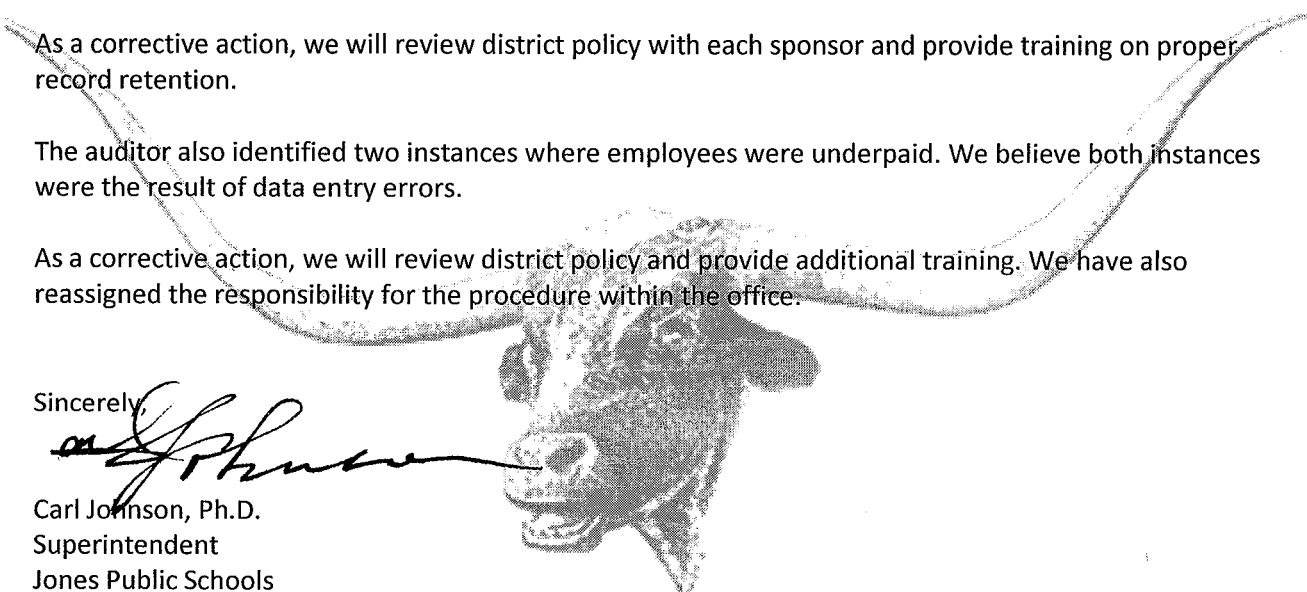 As a corrective action, we will review district policy with each sponsor and provide training on proper
record retention.
The auditor also identified two instances where employees were underpaid. We believe both instances
were the result of data entry errors.
As a corrective action, we will review district policy and provide additional training. We have also
reassigned the responsibility for the procedure within the office.
Sincerely,
Carl Johnson, Ph.D.
Superintendent
Jones Public Schools